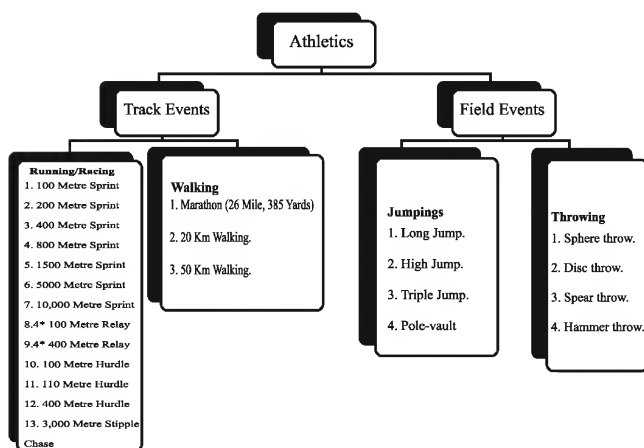 Athletics
Track Events
Field Events
Running/Racing
1. 100 Metre Sprint
2. 200 Metre Sprint
3. 400 Metre Sprint
4. 800 Metre Sprint
5. 1500 Metre Sprint
6. 5000 Metre Sprint
7. 10,000 Metre Sprint
8.4* 100 Metre Relay
9.4* 400 Metre Relay
10. 100 Metre Hurdle
11. 110 Metre Hurdle
12. 400 Metre Hurdle
13. 3,000 Metre Stipple
Chase
Walking
1. Marathon (26 Mile, 385 Yards)
2. 20 Km Walking.
3. 50 Km Walking.
Jumpings
1. Long Jump.
2. High Jump.
3. Triple Jump.
4. Pole-vault
Throwing
1. Sphere throw.
2. Disc throw.
3. Spear throw.
4. Hammer throw.